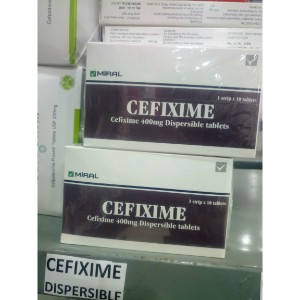 MIRAL
1 strip x 10 tablets
CEFIXIME
Cefixime 400mg Dispersible tablets
MIRAL
1 strip x 10 tablets
CEFIXIME
Cefixime 400mg Dispersible tablets
CEFIXIME
DISPERSIBLE